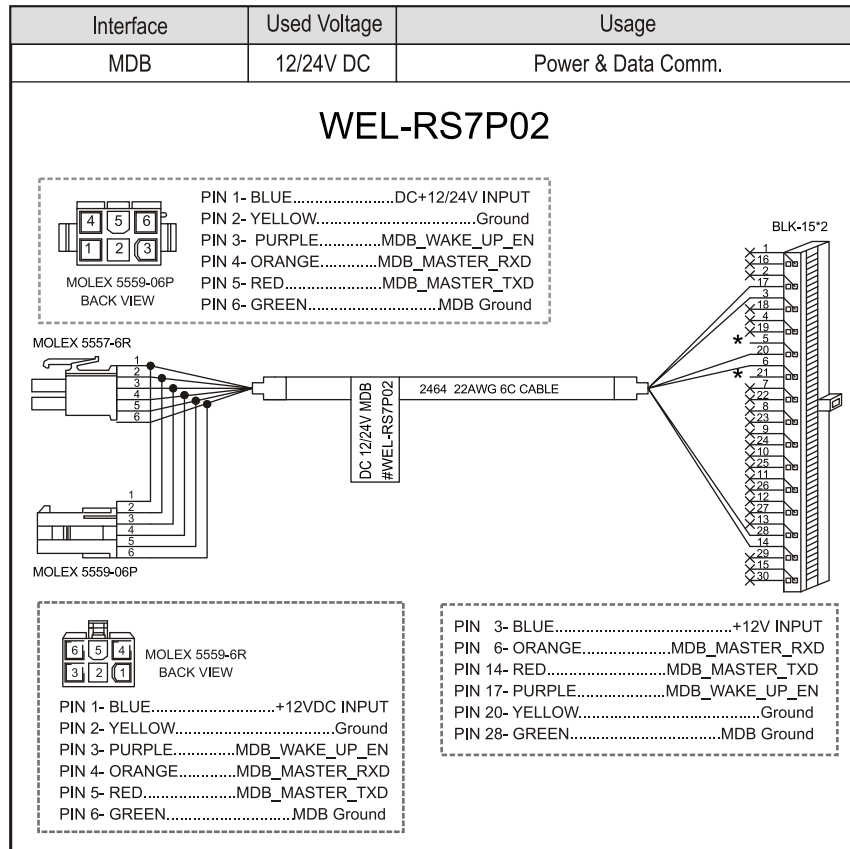 Interface Used Voltage Usage
MDB 12/24V DC Power & Data Comm.
WEL-RS7P02
4 5 6
1 2 3
MOLEX 5559-06P
BACK VIEW
PIN 1- BLUE.....................DC+12/24V INPUT
PIN 2- YELLOW............................Ground
PIN 3- PURPLE..............MDB_WAKE_UP_EN
PIN 4- ORANGE...........MDB_MASTER_RXD
PIN 5- RED..................MDB_MASTER_TXD
PIN 6- GREEN.......................MDB Ground
BLK-15*2
1
16
2
17
3
18
4
19
* 5
20
6
* 21
7
22
8
23
9
24
10
25
11
26
12
27
13
28
14
29
15
30
MOLEX 5557-6R
1
2
3
4
5
6
DC 12/24V MDB
#WEL-RS7P02
2464 22AWG 6C CABLE
1
2
3
4
5
6
MOLEX 5559-06P
6 5 4
3 2 1
MOLEX 5559-6R
BACK VIEW
PIN 1- BLUE......................+12VDC INPUT
PIN 2- YELLOW............................Ground
PIN 3- PURPLE.............MDB_WAKE_UP_EN
PIN 4- ORANGE...........MDB_MASTER_RXD
PIN 5- RED..................MDB_MASTER_TXD
PIN 6- GREEN.......................MDB Ground
PIN 3- BLUE................................+12V INPUT
PIN 6- ORANGE................MDB_MASTER_RXD
PIN 14- RED.......................MDB_MASTER_TXD
PIN 17- PURPLE................MDB_WAKE_UP_EN
PIN 20- YELLOW.................................Ground
PIN 28- GREEN...........................MDB Ground